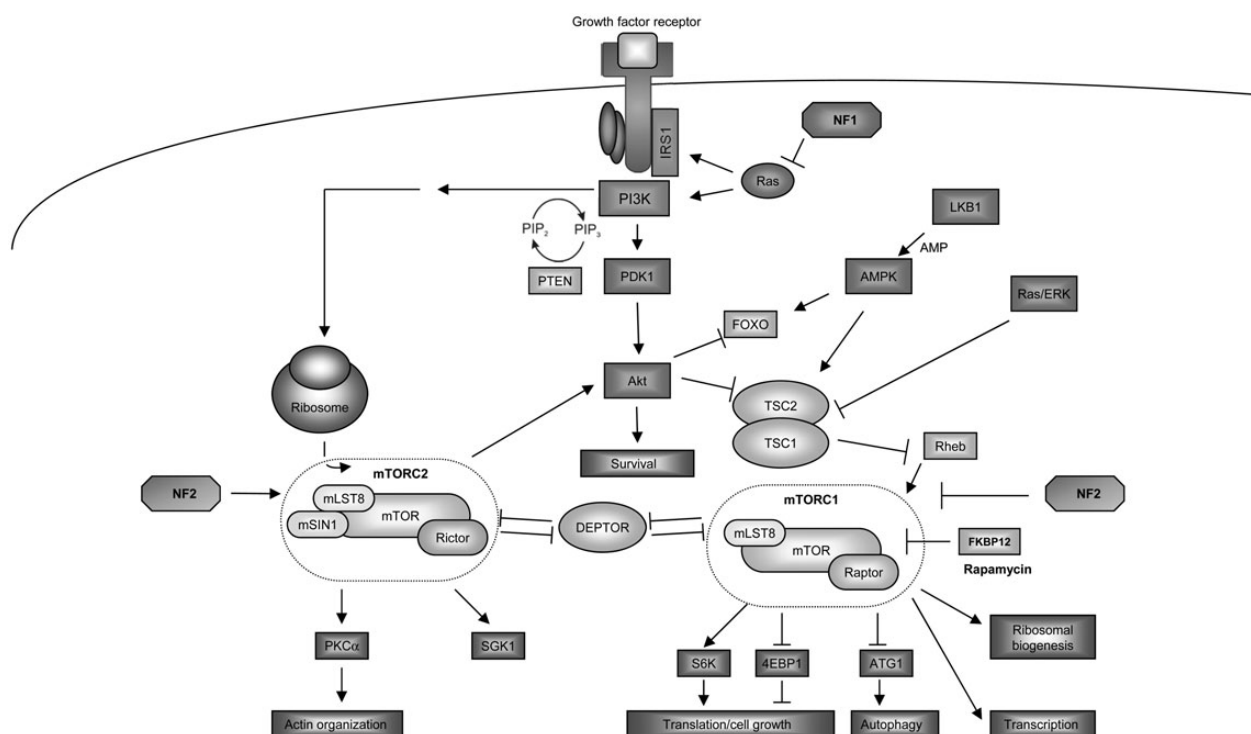 Growth factor receptor
NF1
IRS1
Ras
PI3K
LKB1
PIP₂
PIP₃
AMP
PTEN
PDK1
AMPK
Ras/ERK
FOXO
Akt
TSC2
Ribosome
TSC1
Rheb
Survival
mTORC2
NF2
mLST8
mTOR
mSIN1
Rictor
DEPTOR
mTORC1
NF2
mLST8
mTOR
Raptor
FKBP12
Rapamycin
PKCα
SGK1
S6K
4EBP1
ATG1
Ribosomal
biogenesis
Actin organization
Translation/cell growth
Autophagy
Transcription